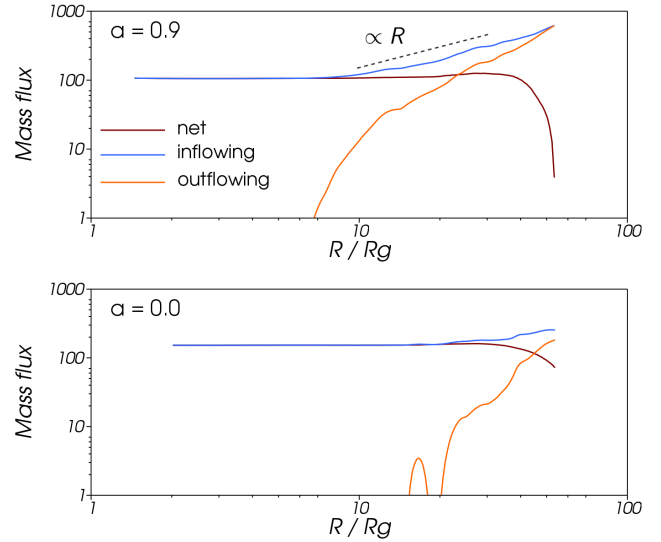 1000
a = 0.9
∝ R
100
Mass flux
net
10
inflowing
outflowing
1
1
10
100
R / Rg
1000
a = 0.0
100
Mass flux
10
1
1
10
100
R / Rg